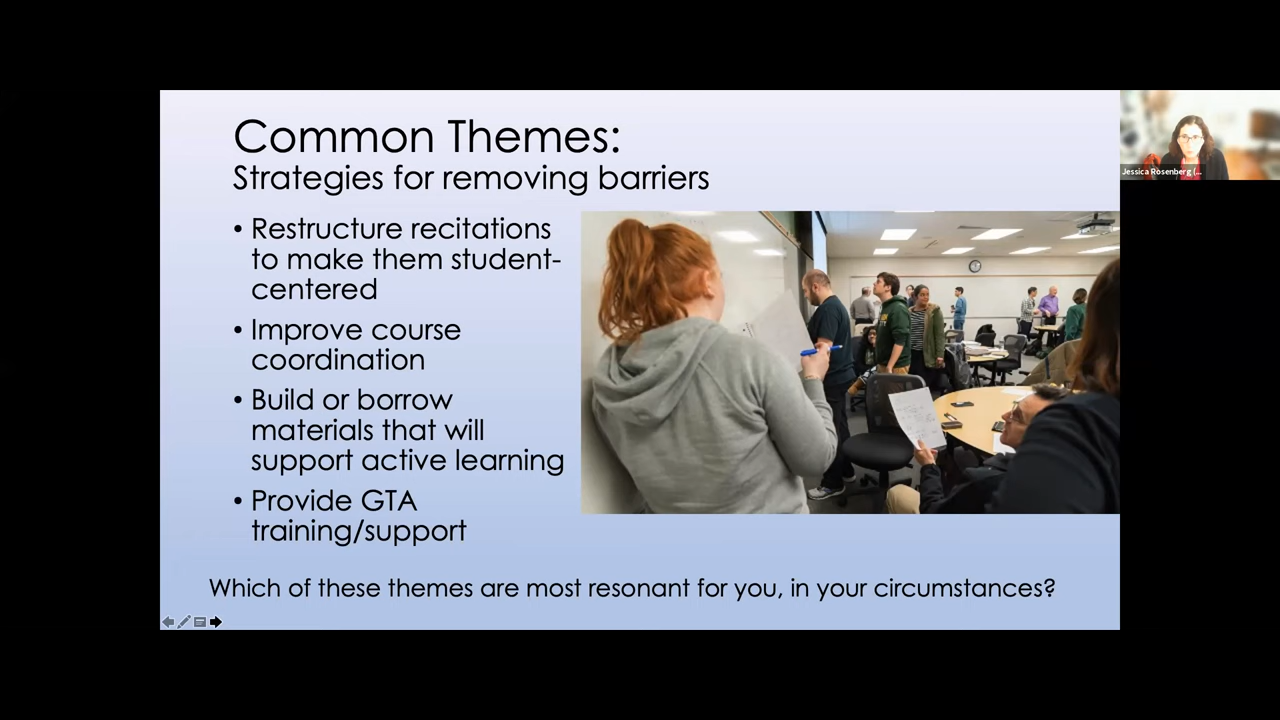 Common Themes:
Strategies for removing barriers
• Restructure recitations
to make them student-
centered
• Improve course
coordination
• Build or borrow
materials that will
support active learning
• Provide GTA
training/support
Which of these themes are most resonant for you, in your circumstances?
Jessica Rosenberg (...